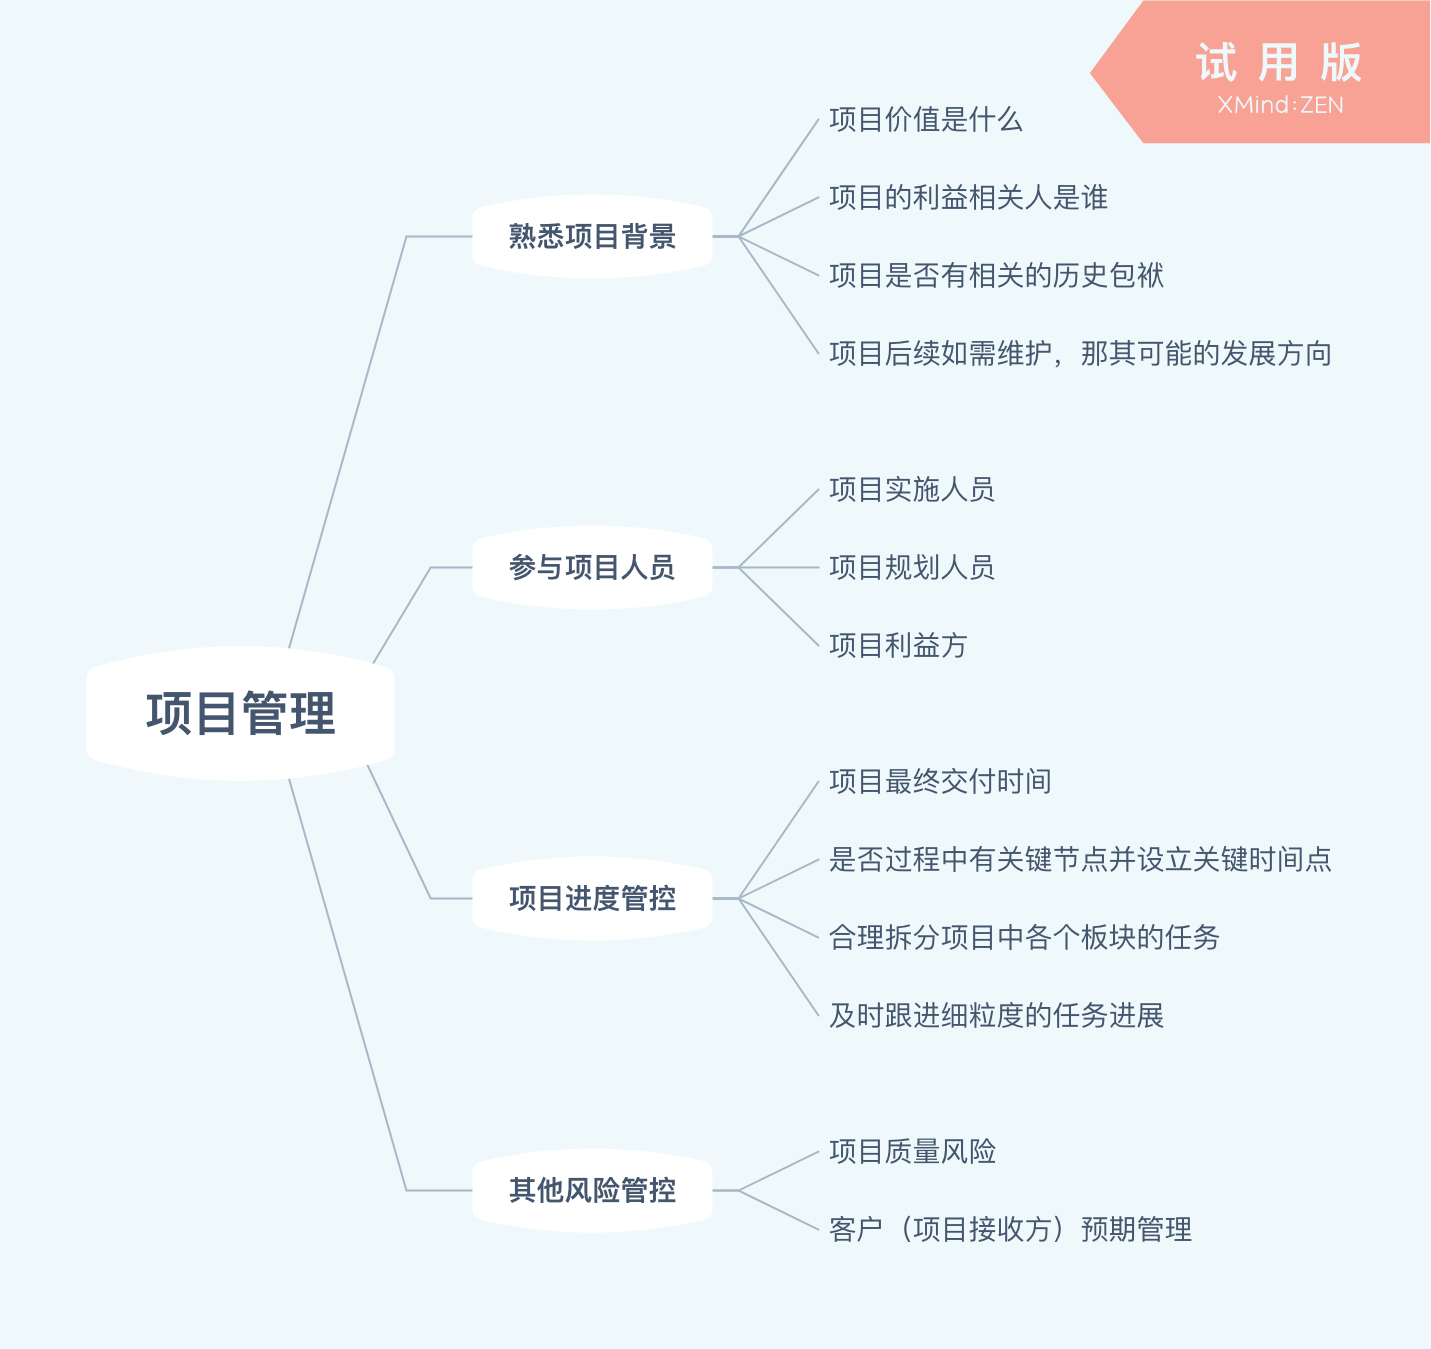 试用版
XMind:ZEN
项目管理
熟悉项目背景
项目价值是什么
项目的利益相关人是谁
项目是否有相关的历史包袱
项目后续如需维护，那其可能的发展方向
参与项目人员
项目实施人员
项目规划人员
项目利益方
项目进度管控
项目最终交付时间
是否过程中有关键节点并设立关键时间点
合理拆分项目中各个板块的任务
及时跟进细粒度的任务进展
其他风险管控
项目质量风险
客户（项目接收方）预期管理